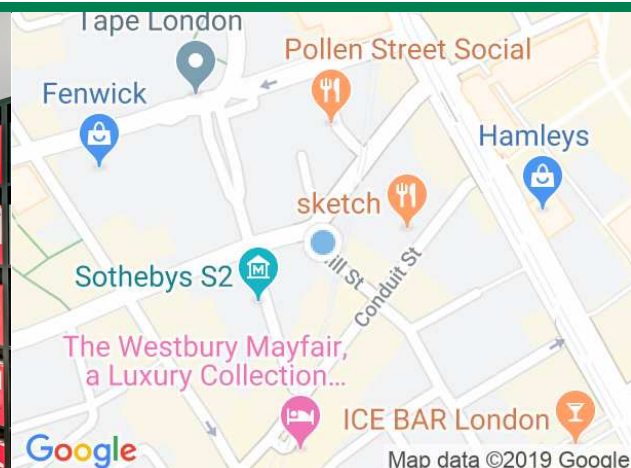 Tape London
Pollen Street Social
Fenwick
Hamleys
sketch
Sothebys S2
St
Conduit St
The Westbury Mayfair,
a Luxury Collection...
ICE BAR London
Google
Map data ©2019 Google